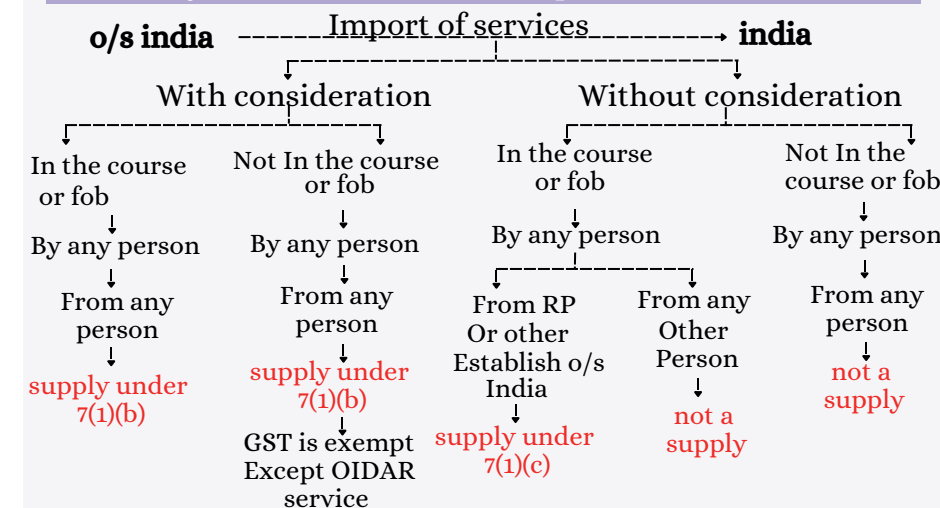 Import of services
o/s india
india
With consideration
Without consideration
In the course
or fob
By any person
From any
person
supply under
7(1)(b)
Not In the course
or fob
By any person
From any
person
supply under
7(1)(b)
GST is exempt
Except OIDAR
service
In the course
or fob
By any person
From RP
Or other
Establish o/s
India
supply under
7(1)(c)
From any
Other
Person
not a
supply
Not In the
course or fob
By any person
From any
person
not a
supply